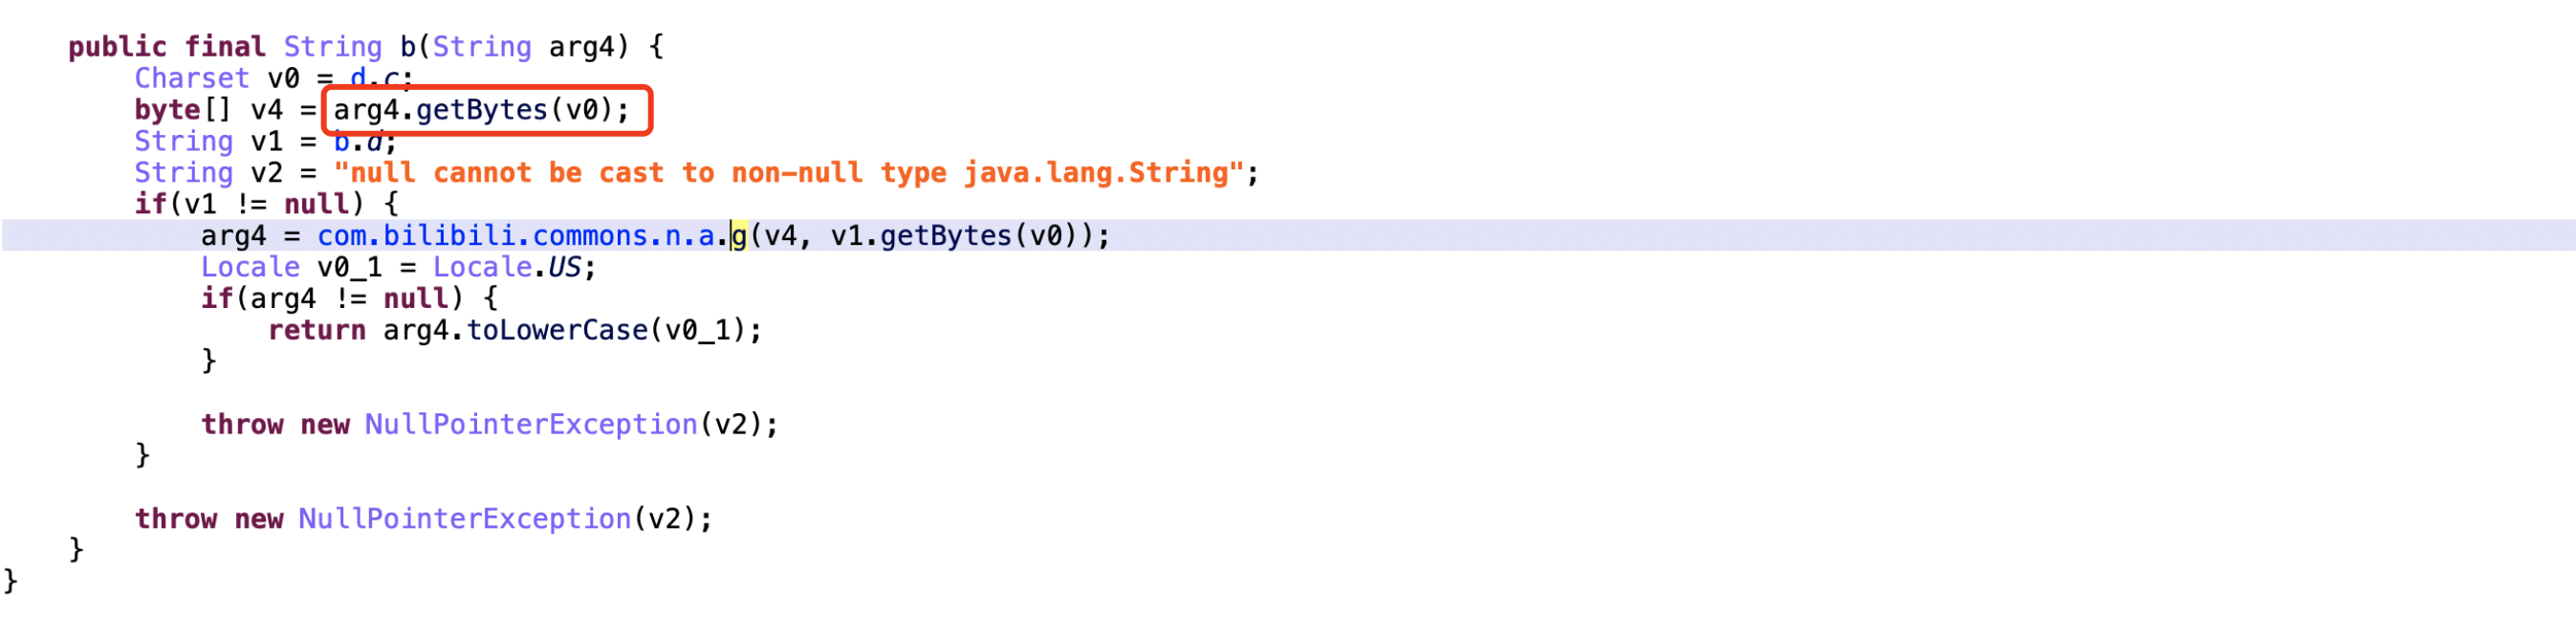 public final String b(String arg4) {
Charset v0 = d.c;
byte[] v4 = arg4.getBytes(v0);
String v1 = b.d;
String v2 = "null cannot be cast to non-null type java.lang.String";
if(v1 != null) {
arg4 = com.bilibili.commons.n.a.g(v4, v1.getBytes(v0));
Locale v0_1 = Locale.US;
if(arg4 != null) {
return arg4.toLowerCase(v0_1);
}
throw new NullPointerException(v2);
}
throw new NullPointerException(v2);
}
}